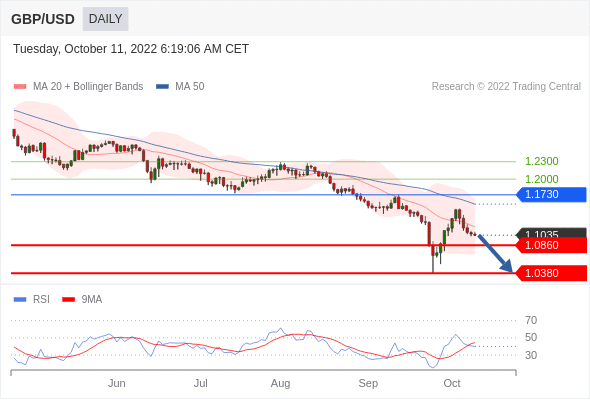 GBP/USD DAILY
Tuesday, October 11, 2022 6:19:06 AM CET
MA 20 + Bollinger Bands MA 50 Research © 2022 Trading Central
1.2300
1.2000
1.1730
1.1035
1.0860
1.0380
RSI 9MA
70
50
30
Jun Jul Aug Sep Oct